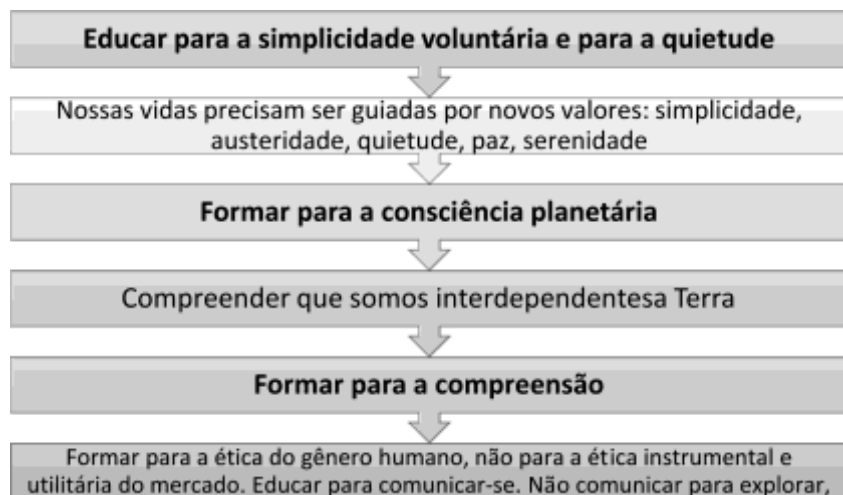 Educar para a simplicidade voluntária e para a quietude
Nossas vidas precisam ser guiadas por novos valores: simplicidade,
austeridade, quietude, paz, serenidade
Formar para a consciência planetária
Compreender que somos interdependentesa Terra
Formar para a compreensão
Formar para a ética do gênero humano, não para a ética instrumental e
utilitária do mercado. Educar para comunicar-se. Não comunicar para explorar,